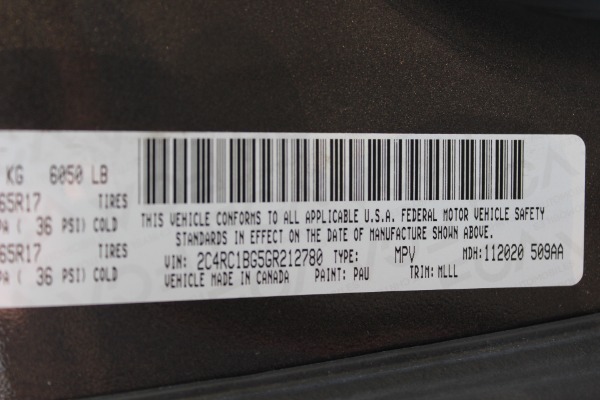 KG 6050 LB
65R17 TIRES
PA ( 36 PSI) COLD
65R17 TIRES
PA ( 36 PSI) COLD
THIS VEHICLE CONFORMS TO ALL APPLICABLE U.S.A. FEDERAL MOTOR VEHICLE SAFETY
STANDARDS IN EFFECT ON THE DATE OF MANUFACTURE SHOWN ABOVE.
VIN: 2C4RC1BG5GR212780 TYPE: MPV MDH: 112020 509AA
VEHICLE MADE IN CANADA PAINT: PAU TRIM: MLLL